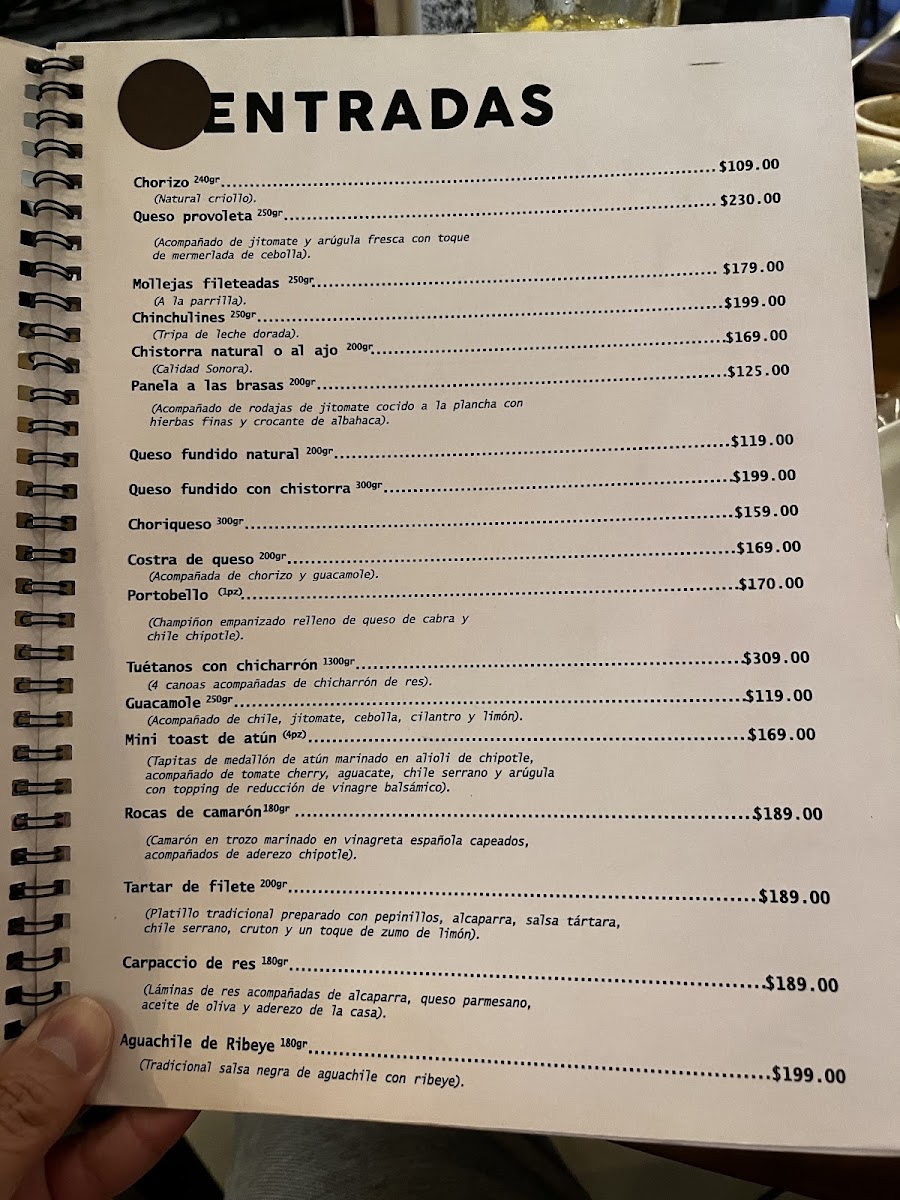 ENTRADAS
Chorizo 240gr........................$109.00
(Natural criollo).
Queso provoleta 250gr........................$230.00
(Acompañado de jitomate y arúgula fresca con toque
de mermerlada de cebolla).
Mollejas fileteadas 250gr........................$179.00
(A la parrilla).
Chinchulines 250gr........................$199.00
(Tripa de leche dorada).
Chistorra natural o al ajo 200gr........................$169.00
(Calidad Sonora).
Panela a las brasas 200gr........................$125.00
(Acompañado de rodajas de jitomate cocido a la plancha con
hierbas finas y crocante de albahaca).
Queso fundido natural 200gr........................$119.00
Queso fundido con chistorra 300gr........................$199.00
Choriqueso 300gr........................$159.00
Costra de queso 200gr........................$169.00
(Acompañada de chorizo y guacamole).
Portobello (1pz)........................$170.00
(Champiñon empanizado relleno de queso de cabra y
chile chipotle).
Tuétanos con chicharrón 1300gr........................$309.00
(4 canoas acompañadas de chicharrón de res).
Guacamole 250gr........................$119.00
(Acompañado de chile, jitomate, cebolla, cilantro y limón).
Mini toast de atún (4pz)........................$169.00
(Tapitas de medallón de atún marinado en alioli de chipotle,
acompañado de tomate cherry, aguacate, chile serrano y arúgula
con topping de reducción de vinagre balsámico).
Rocas de camarón 180gr ........................$189.00
(Camarón en trozo marinado en vinagreta española capeados,
acompañados de aderezo chipotle).
Tartar de filete 200gr........................$189.00
(Platillo tradicional preparado con pepinillos, alcaparra, salsa tártara,
chile serrano, cruton y un toque de zumo de limón).
Carpaccio de res 180gr........................$189.00
(Láminas de res acompañadas de alcaparra, queso parmesano,
aceite de oliva y aderezo de la casa).
Aguachile de Ribeye 180gr........................$199.00
(Tradicional salsa negra de aguachile con ribeye).